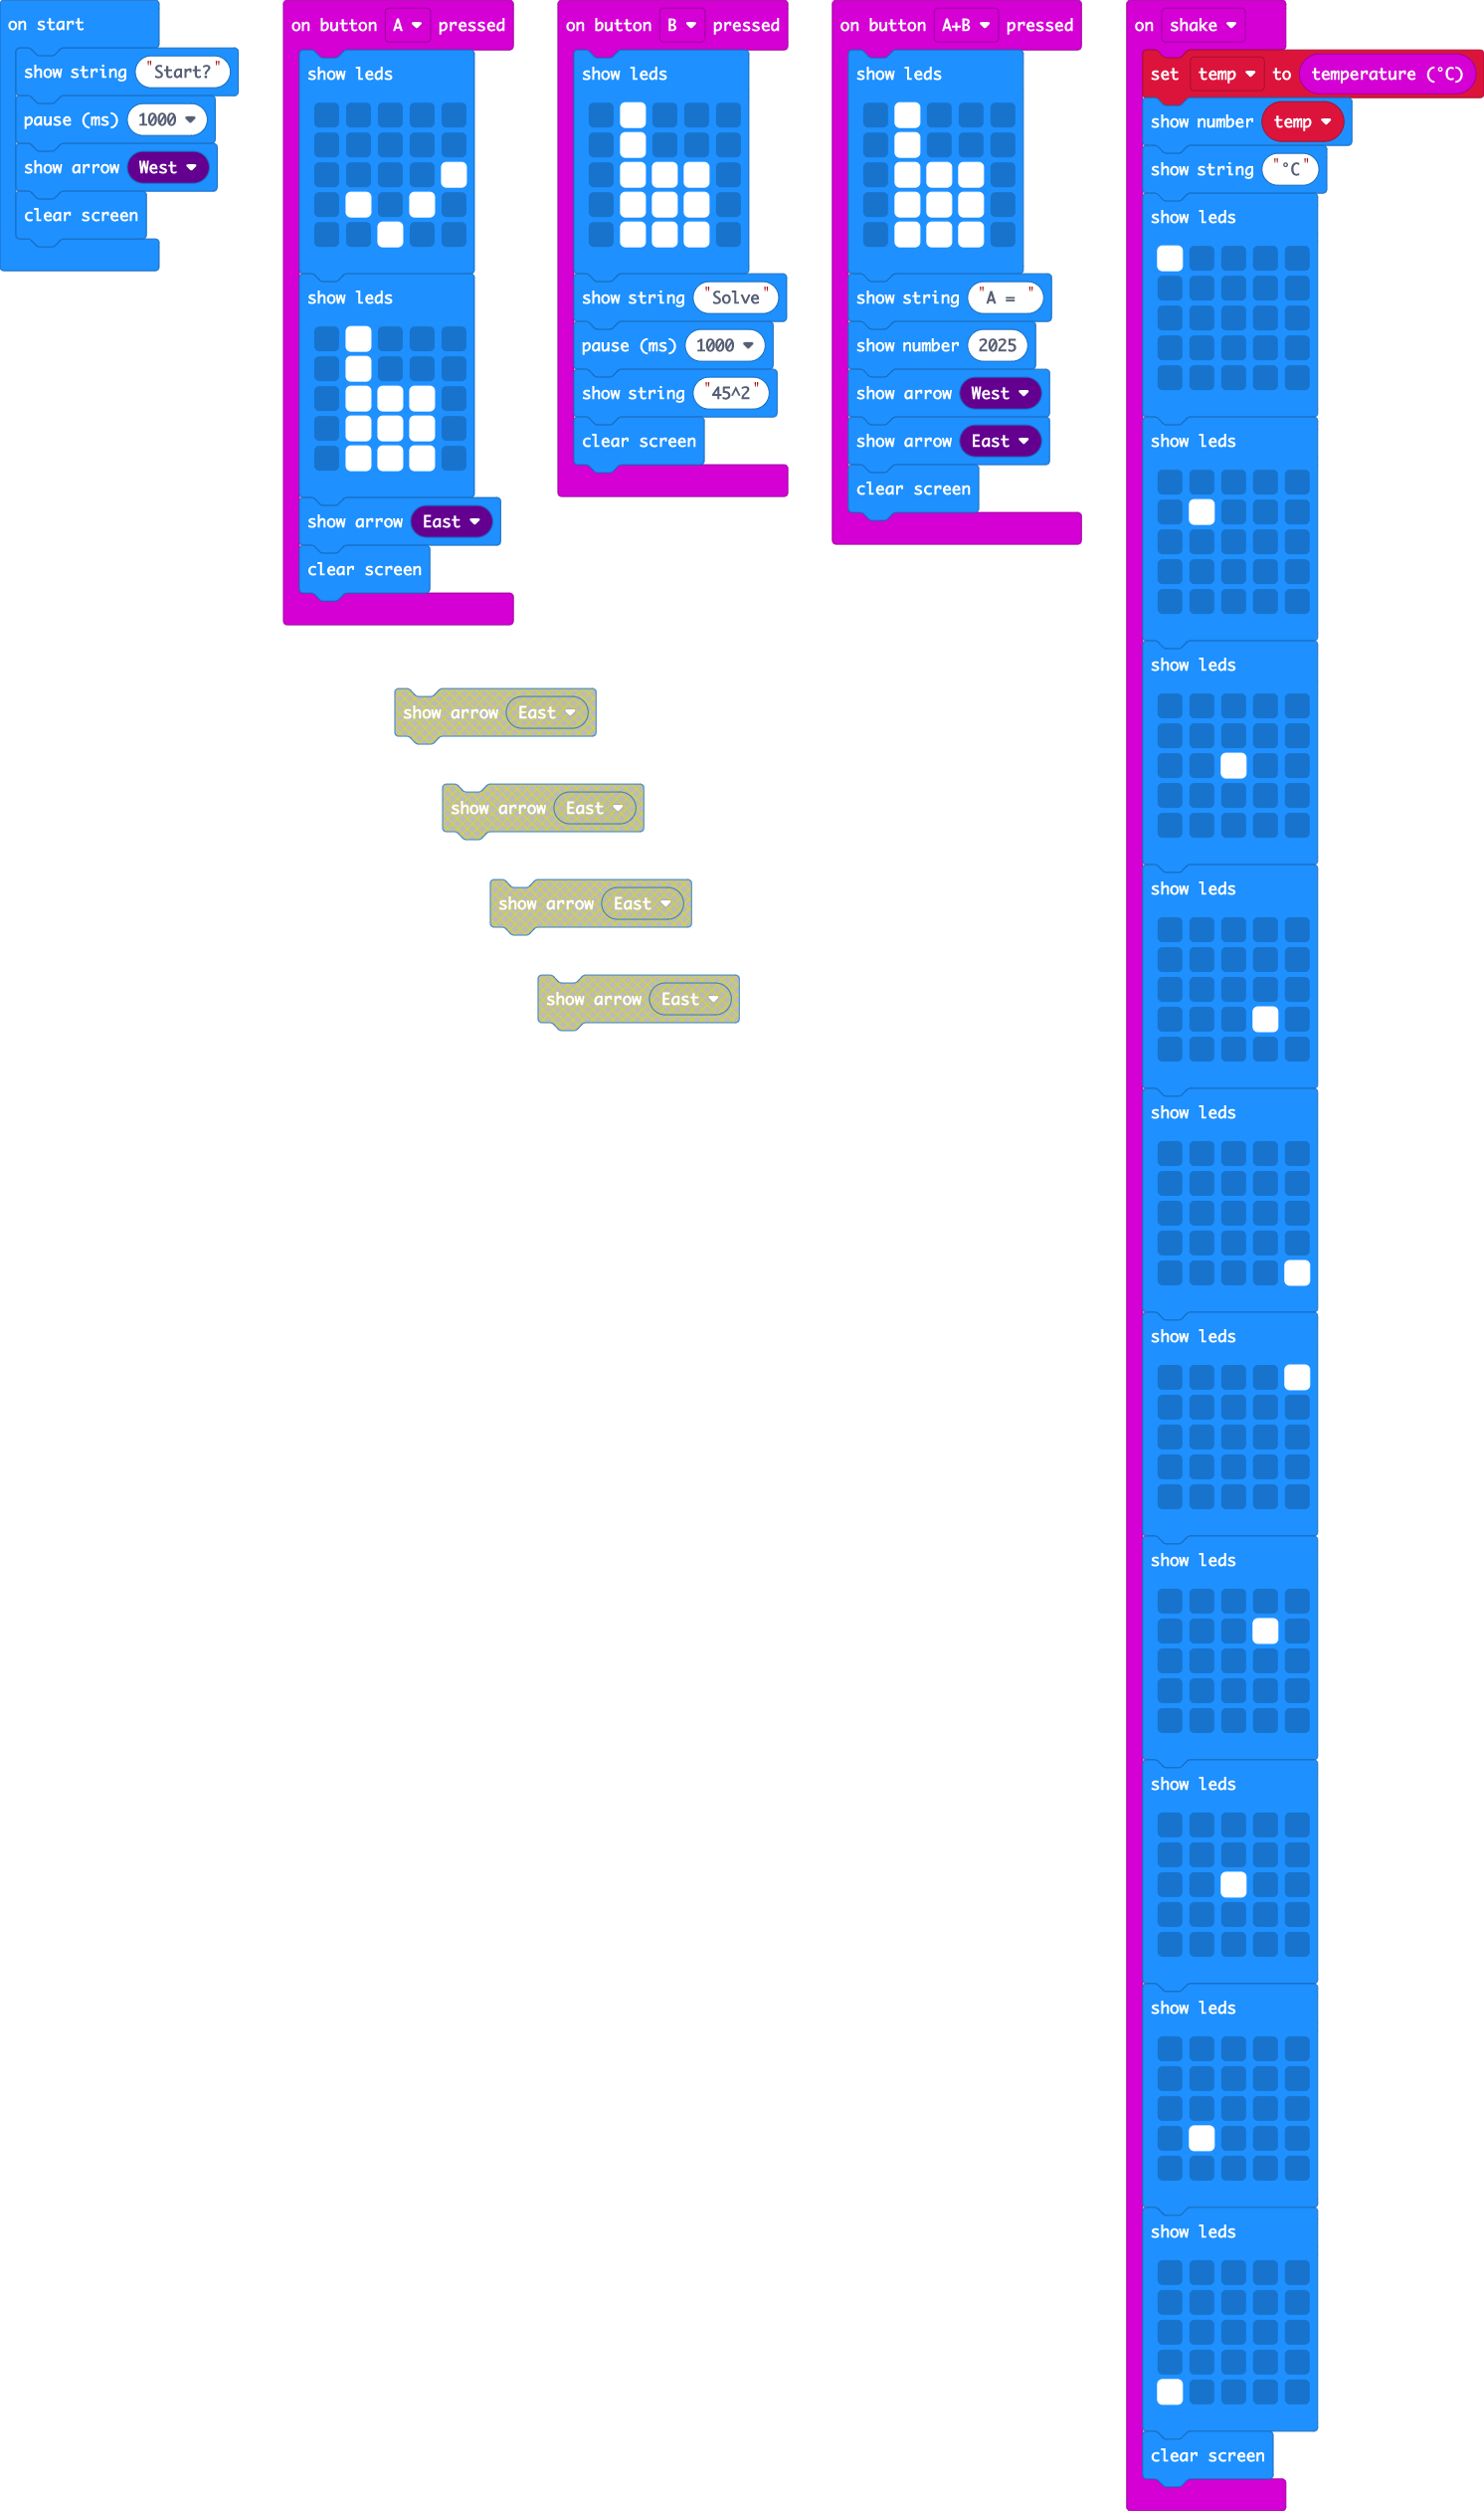 on start
show string "Start?"
pause (ms) 1000
show arrow West
clear screen
on button A pressed
show leds
show leds
show arrow East
clear screen
on button B pressed
show leds
show string "Solve"
pause (ms) 1000
show string "45^2"
clear screen
on button A+B pressed
show leds
show string "A = "
show number 2025
show arrow West
show arrow East
clear screen
on shake
set temp to temperature (°C)
show number temp
show string "°C"
show leds
show leds
show leds
show leds
show leds
show leds
show leds
show leds
show leds
show leds
clear screen
show arrow East
show arrow East
show arrow East
show arrow East